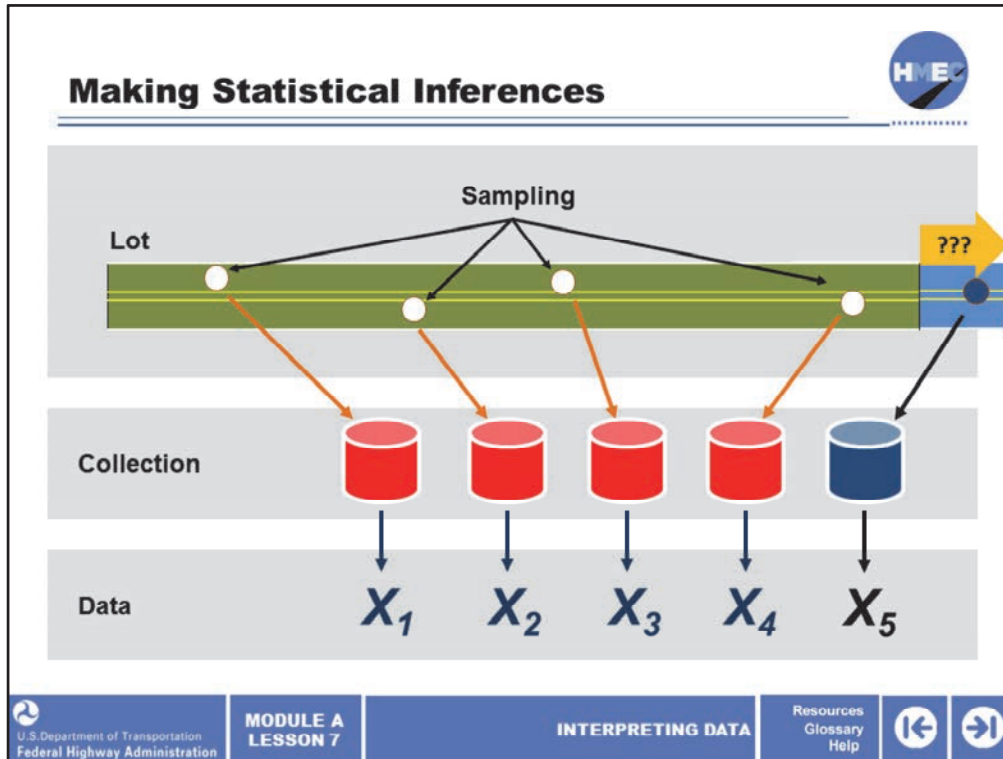 HMEC
Making Statistical Inferences
Sampling
Lot
???
Collection
Data
X1 X2 X3 X4 X5
U.S.Department of Transportation
Federal Highway Administration
MODULE A
LESSON 7
INTERPRETING DATA
Resources
Glossary
Help